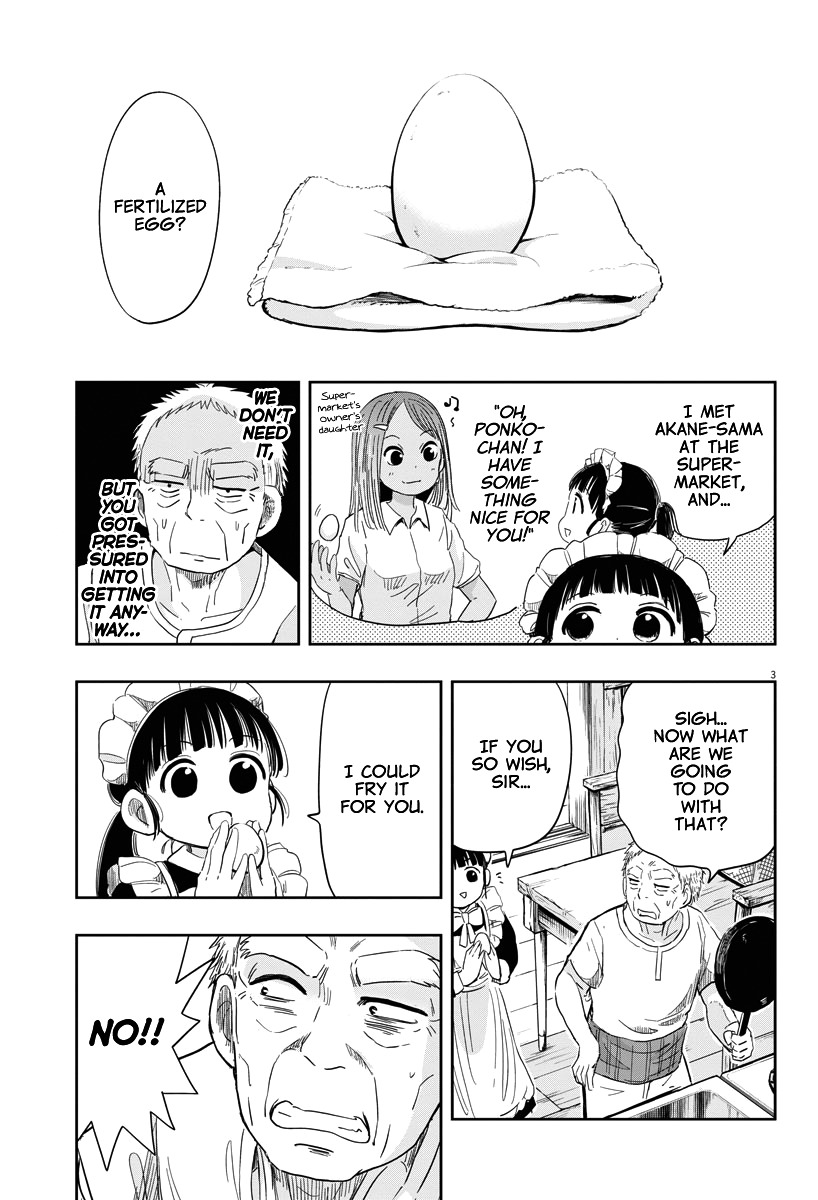 A
FERTILIZED
EGG?
I MET
AKANE-SAMA
AT THE
SUPER-
MARKET,
AND...
"OH,
PONKO-
CHAN! I
HAVE
SOME-
THING
NICE FOR
YOU!"
Super-
market's
owner's
daughter
WE
DON'T
NEED
IT,
BUT
YOU
GOT
PRES-
SURED
INTO
GETTING
IT ANY-
WAY...
3
SIGH...
NOW WHAT
ARE WE
GOING
TO DO
WITH
THAT?
IF YOU
SO WISH,
SIR...
I COULD
FRY IT
FOR YOU.
NO!!